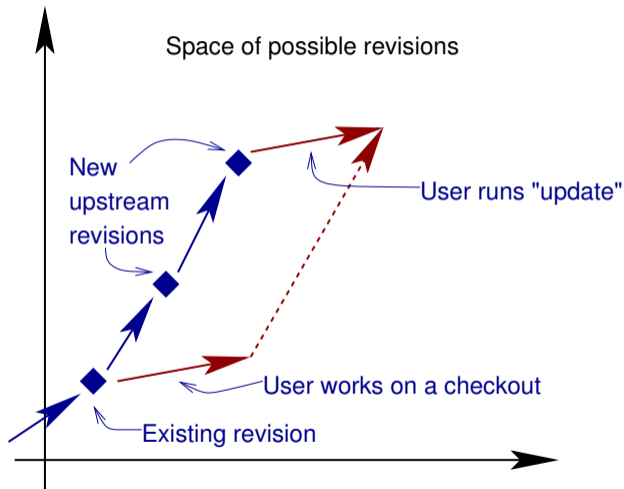 Space of possible revisions
New
upstream
revisions
User runs "update"
User works on a checkout
Existing revision